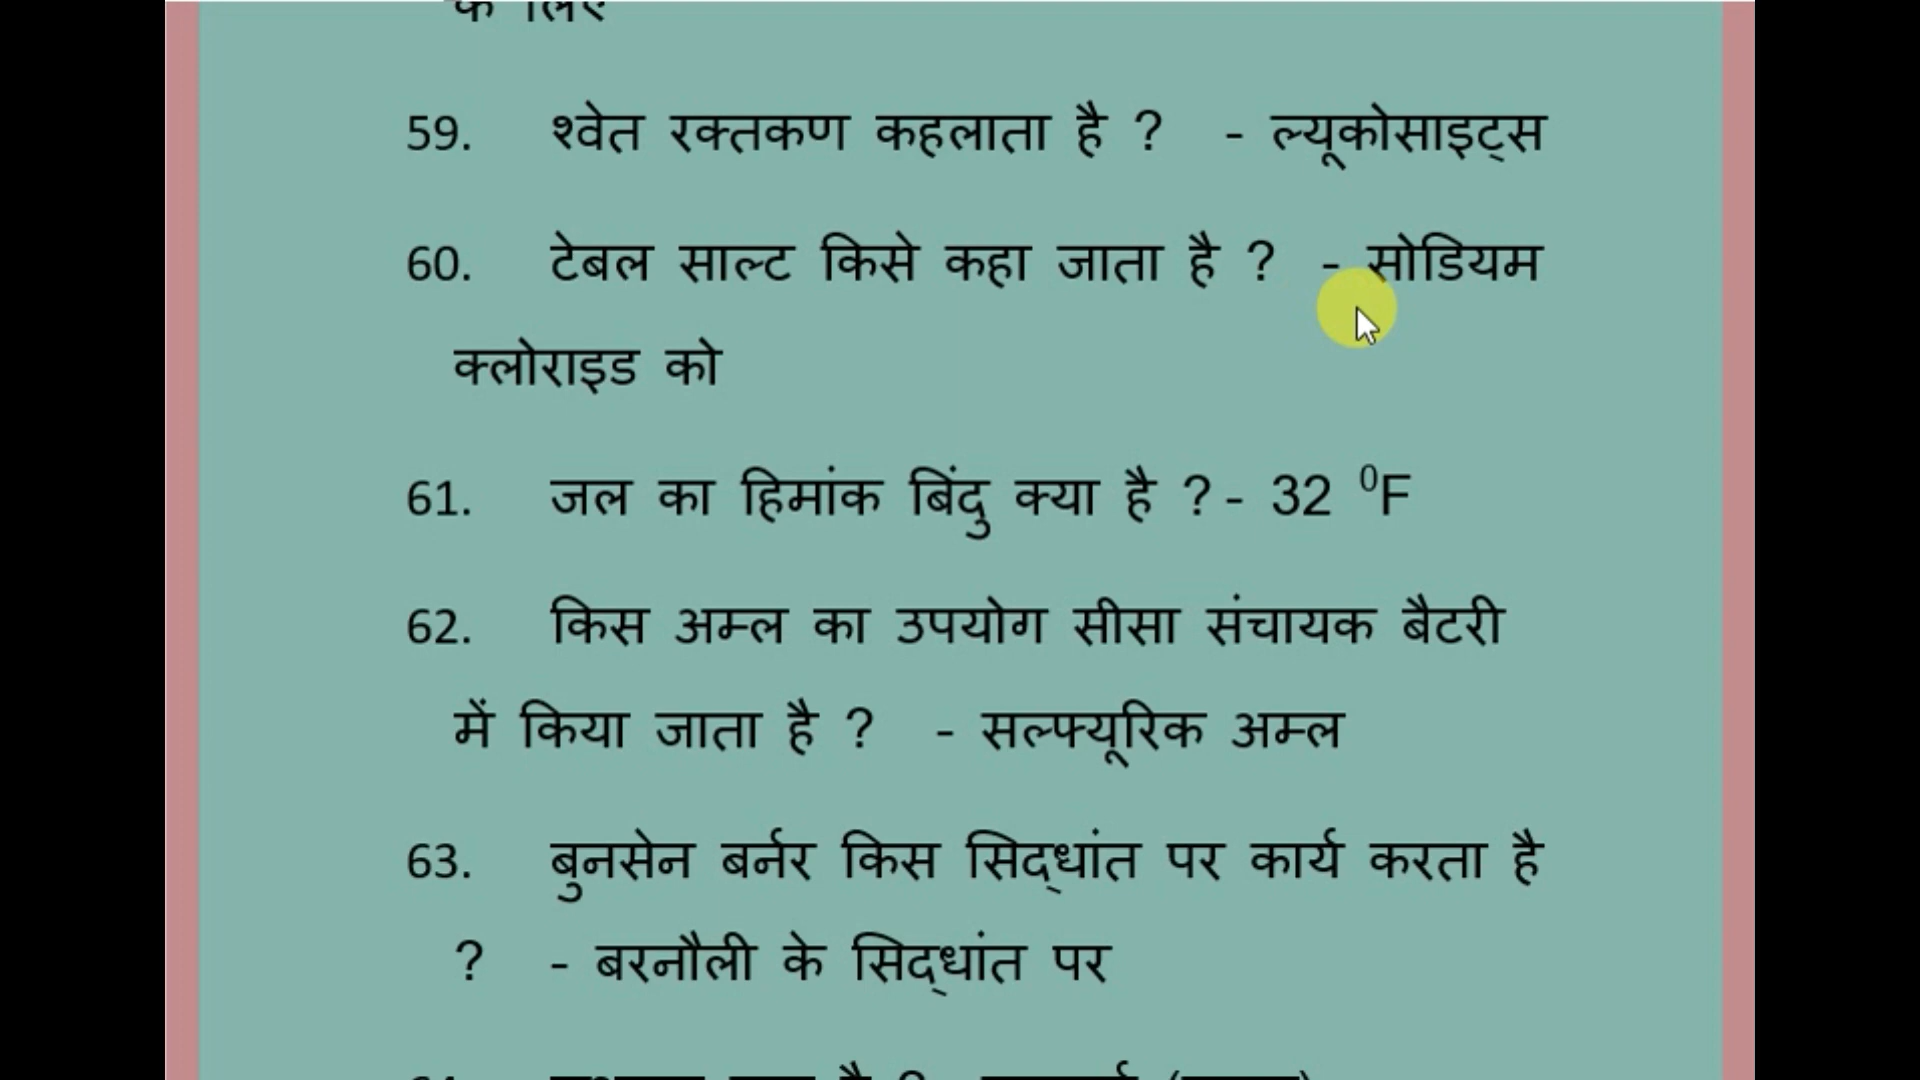 के लिए
59. श्वेत रक्तकण कहलाता है ? - ल्यूकोसाइट्स
60. टेबल साल्ट किसे कहा जाता है ? - सोडियम
क्लोराइड को
61. जल का हिमांक बिंदु क्या है ? - 32 ⁰F
62. किस अम्ल का उपयोग सीसा संचायक बैटरी
में किया जाता है ? - सल्फ्यूरिक अम्ल
63. बुनसेन बर्नर किस सिद्धांत पर कार्य करता है
? - बरनौली के सिद्धांत पर